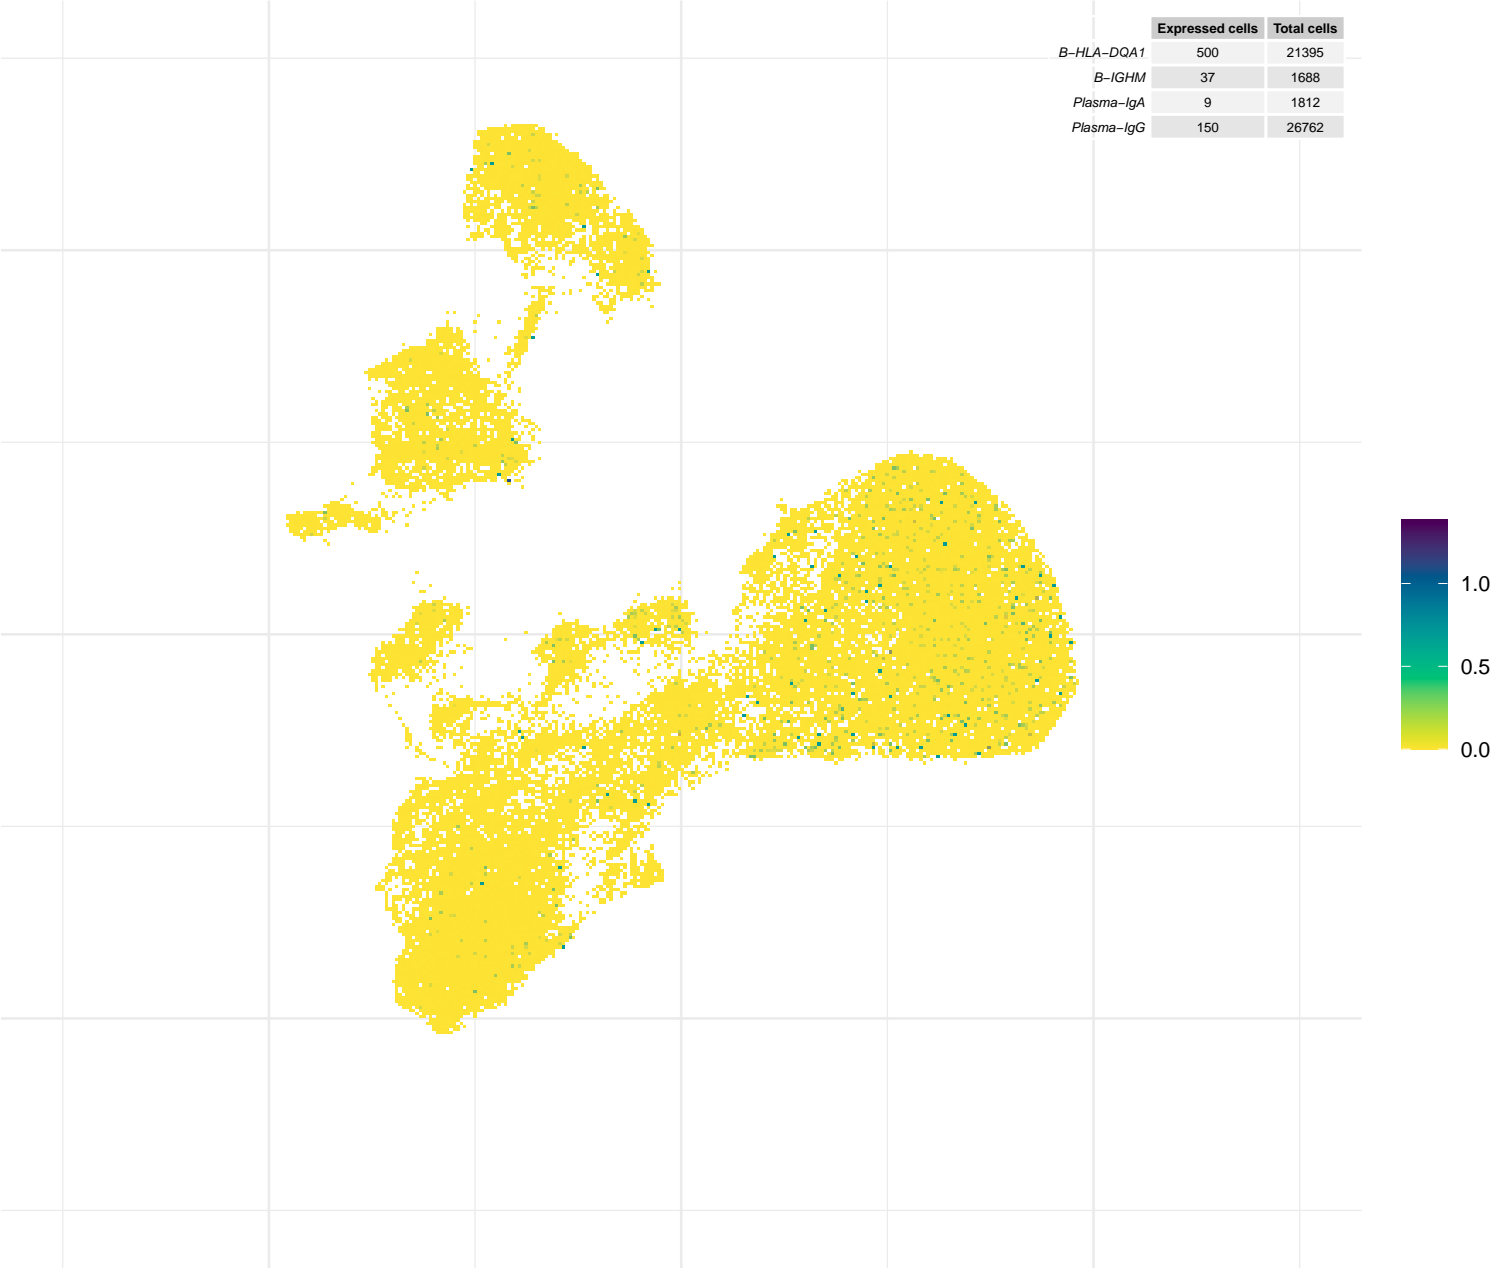 Expressed cells Total cells
B−HLA−DQA1 500 21395
B−IGHM 37 1688
Plasma−IgA 9 1812
Plasma−IgG 150 26762
1.0
0.5
0.0